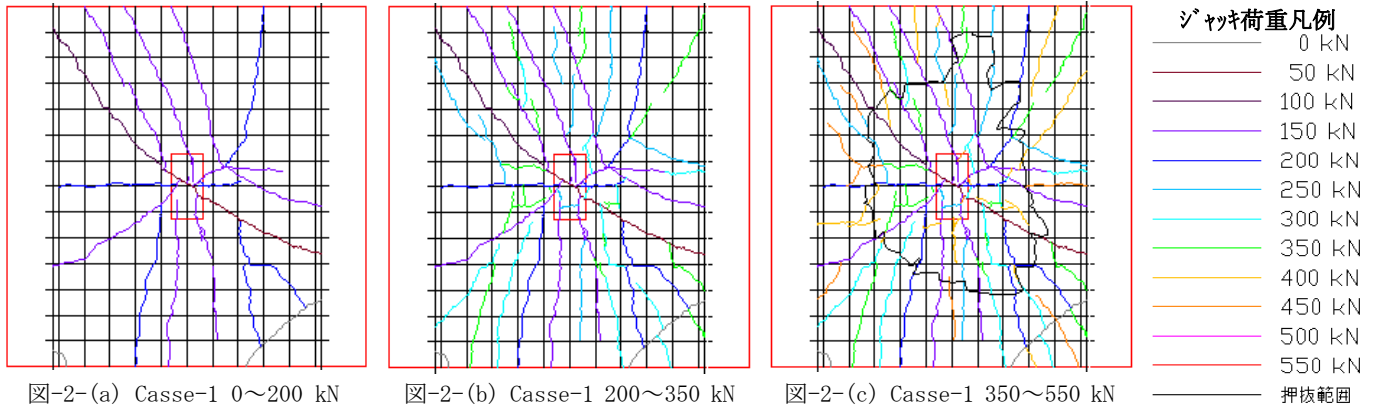 ｼﾞｬｯｷ荷重凡例
0 kN
50 kN
100 kN
150 kN
200 kN
250 kN
300 kN
350 kN
400 kN
450 kN
500 kN
550 kN
押抜範囲
図-2-(a) Casse-1 0～200 kN
図-2-(b) Casse-1 200～350 kN
図-2-(c) Casse-1 350～550 kN